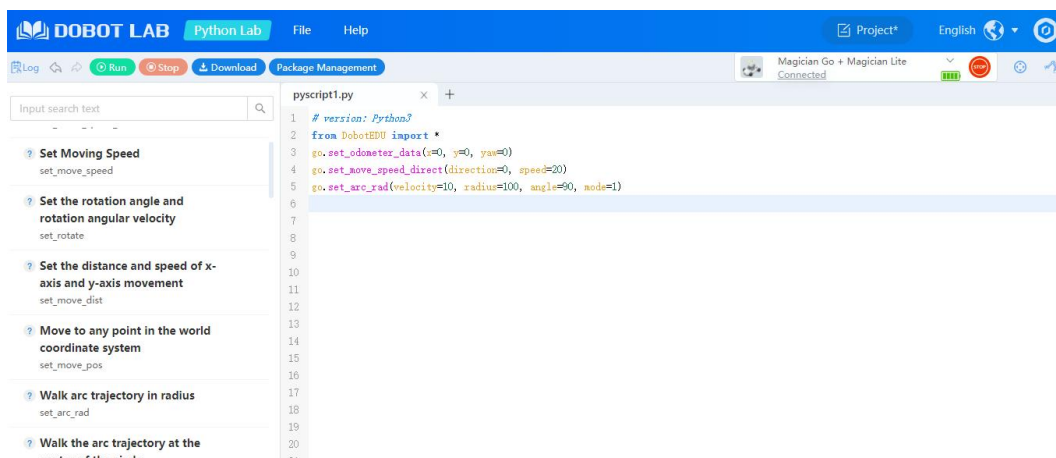 DOBOT LAB Python Lab File Help Project* English
Log Run Stop Download Package Management Magician Go + Magician Lite
Connected
STOP
Input search text
Set Moving Speed
set_move_speed
Set the rotation angle and
rotation angular velocity
set_rotate
Set the distance and speed of x-
axis and y-axis movement
set_move_dist
Move to any point in the world
coordinate system
set_move_pos
Walk arc trajectory in radius
set_arc_rad
Walk the arc trajectory at the
pyscript1.py × +
1 # version: Python3
2 from DobotEDU import *
3 go.set_odometer_data(x=0, y=0, yaw=0)
4 go.set_move_speed_direct(direction=0, speed=20)
5 go.set_arc_rad(velocity=10, radius=100, angle=90, mode=1)
6
7
8
9
10
11
12
13
14
15
16
17
18
19
20